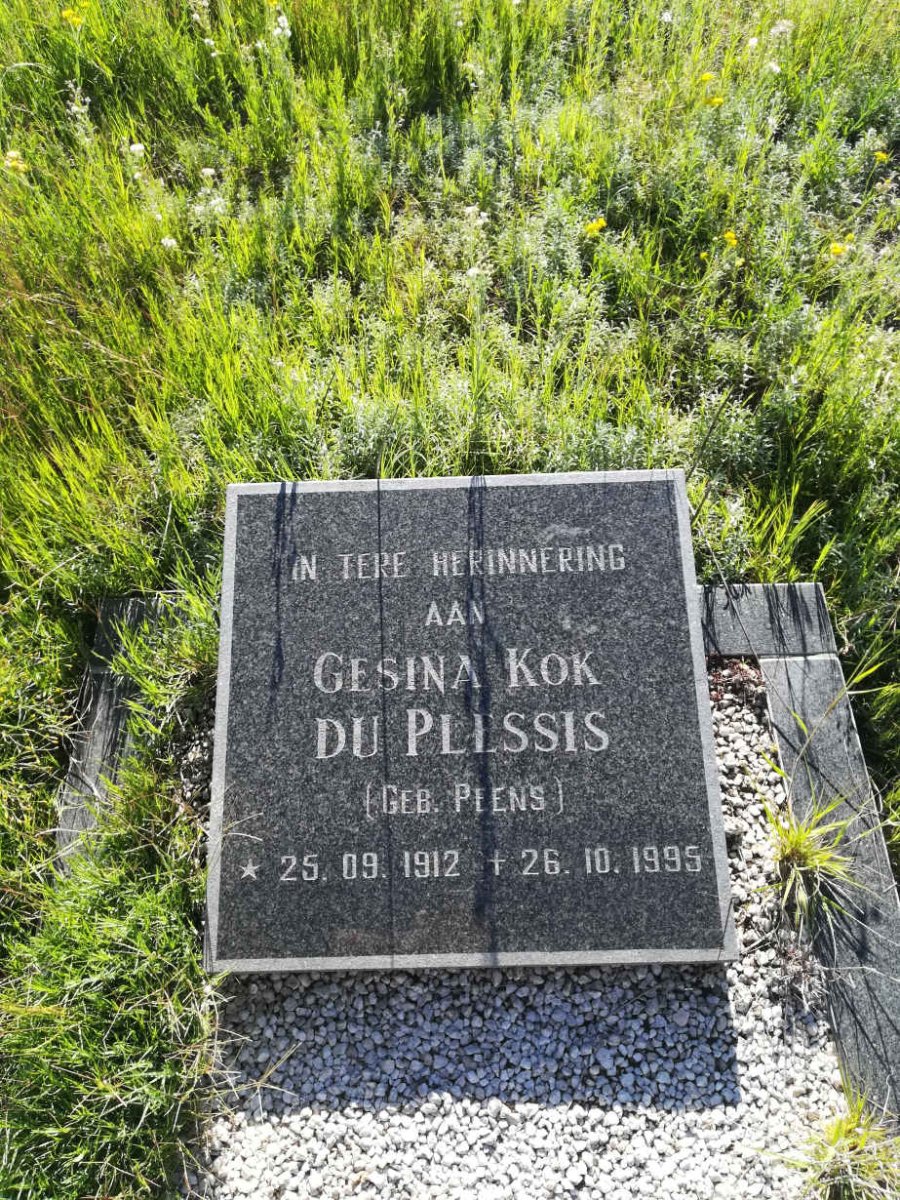 IN TERE HERINNERING
AAN
GESINA KOK
DU PLESSIS
(GEB. PEENS)
★ 25. 09. 1912 + 26. 10. 1995